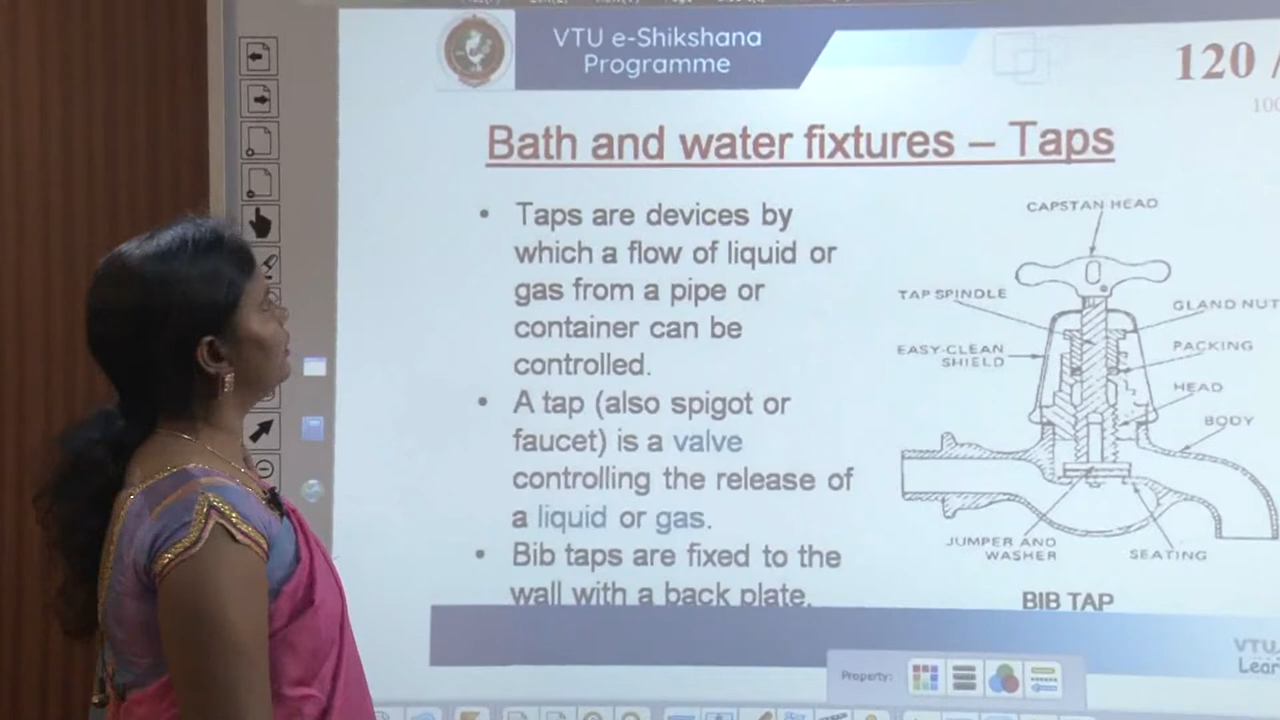 VTU e-Shikshana
Programme
120 /
100
Bath and water fixtures – Taps
• Taps are devices by
which a flow of liquid or
gas from a pipe or
container can be
controlled.
• A tap (also spigot or
faucet) is a valve
controlling the release of
a liquid or gas.
• Bib taps are fixed to the
wall with a back plate.
CAPSTAN HEAD
TAP SPINDLE
GLAND NUT
EASY-CLEAN
SHIELD
PACKING
HEAD
BODY
JUMPER AND
WASHER
SEATING
BIB TAP
VTU
Lear
Property: